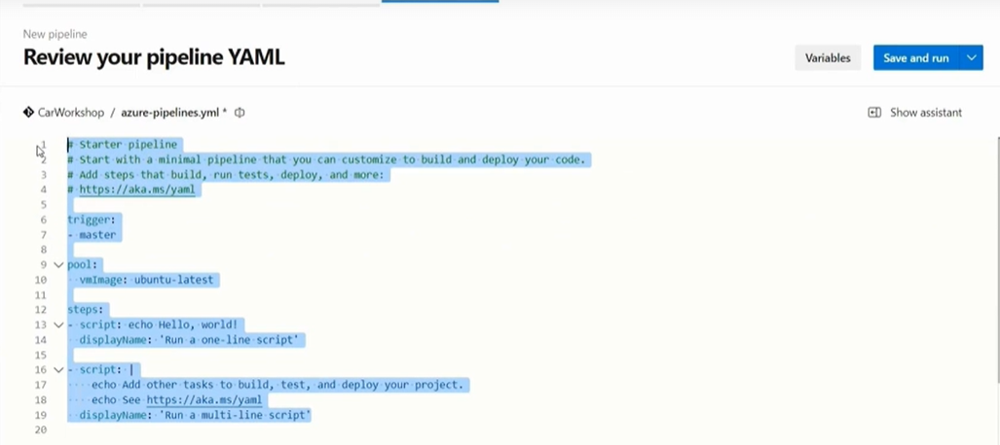 New pipeline
Review your pipeline YAML
Variables
Save and run
CarWorkshop / azure-pipelines.yml *
Show assistant
1 # Starter pipeline
2 # Start with a minimal pipeline that you can customize to build and deploy your code.
3 # Add steps that build, run tests, deploy, and more:
4 # https://aka.ms/yaml
5
6 trigger:
7 - master
8
9 pool:
10   vmImage: ubuntu-latest
11
12 steps:
13 - script: echo Hello, world!
14   displayName: 'Run a one-line script'
15
16 - script: |
17     echo Add other tasks to build, test, and deploy your project.
18     echo See https://aka.ms/yaml
19   displayName: 'Run a multi-line script'
20